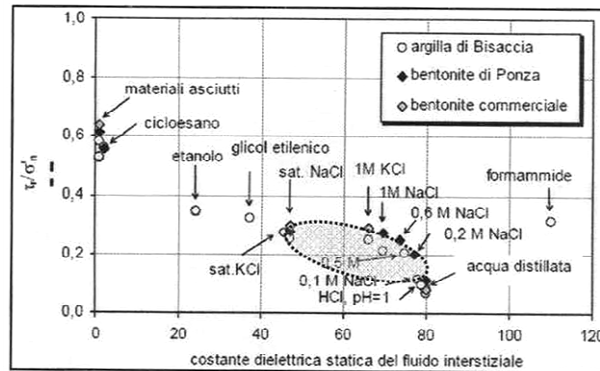 1,0
0,8
0,6
0,4
0,2
0,0
τr/σ'n
argilla di Bisaccia
bentonite di Ponza
bentonite commerciale
materiali asciutti
cicloesano
etanolo
glicol etilenico
sat. NaCl
1M KCl
1M NaCl
0,6 M NaCl
0,2 M NaCl
formammide
sat.KCl
0,5 M
0,1 M NaCl
HCl, pH=1
acqua distillata
0 20 40 60 80 100 120
costante dielettrica statica del fluido interstiziale